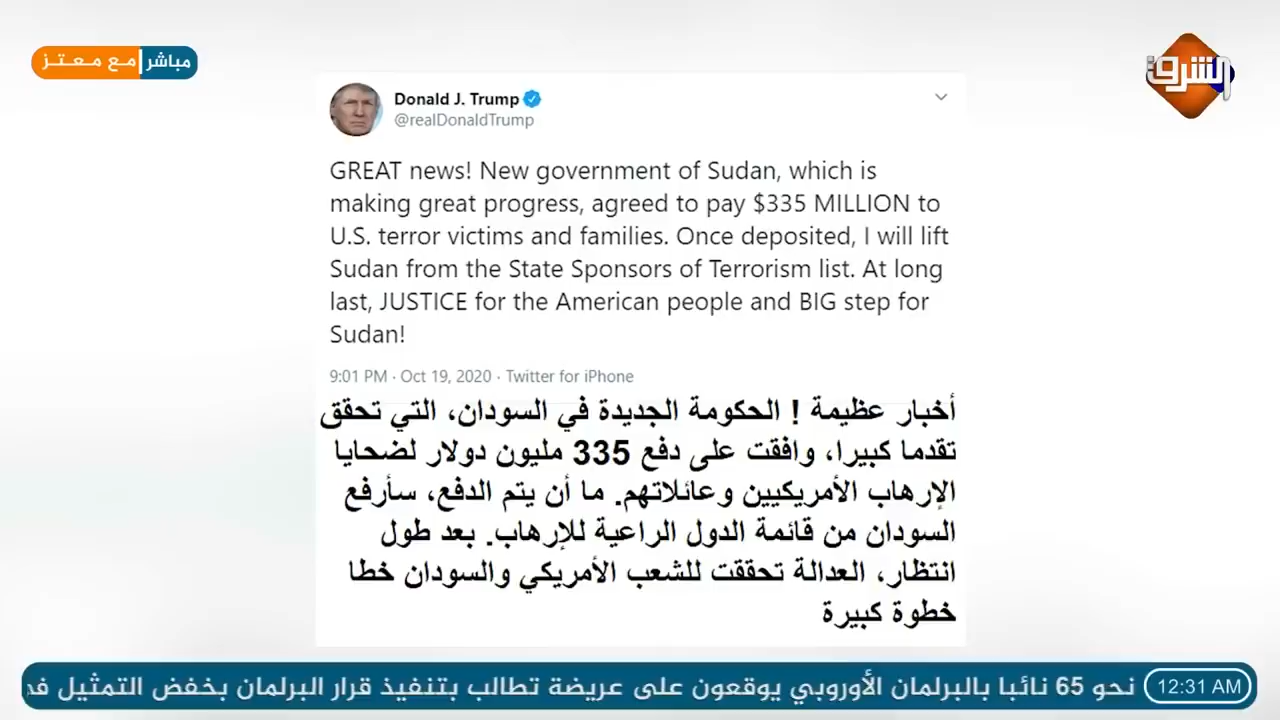 مباشر مع معتز
الشرق
Donald J. Trump
@realDonaldTrump
GREAT news! New government of Sudan, which is
making great progress, agreed to pay $335 MILLION to
U.S. terror victims and families. Once deposited, I will lift
Sudan from the State Sponsors of Terrorism list. At long
last, JUSTICE for the American people and BIG step for
Sudan!
9:01 PM · Oct 19, 2020 · Twitter for iPhone
أخبار عظيمة ! الحكومة الجديدة في السودان، التي تحقق
تقدما كبيرا، وافقت على دفع 335 مليون دولار لضحايا
الإرهاب الأمريكيين وعائلاتهم. ما أن يتم الدفع، سأرفع
السودان من قائمة الدول الراعية للإرهاب. بعد طول
انتظار، العدالة تحققت للشعب الأمريكي والسودان خطا
خطوة كبيرة
12:31 AM نحو 65 نائبا بالبرلمان الأوروبي يوقعون على عريضة تطالب بتنفيذ قرار البرلمان بخفض التمثيل